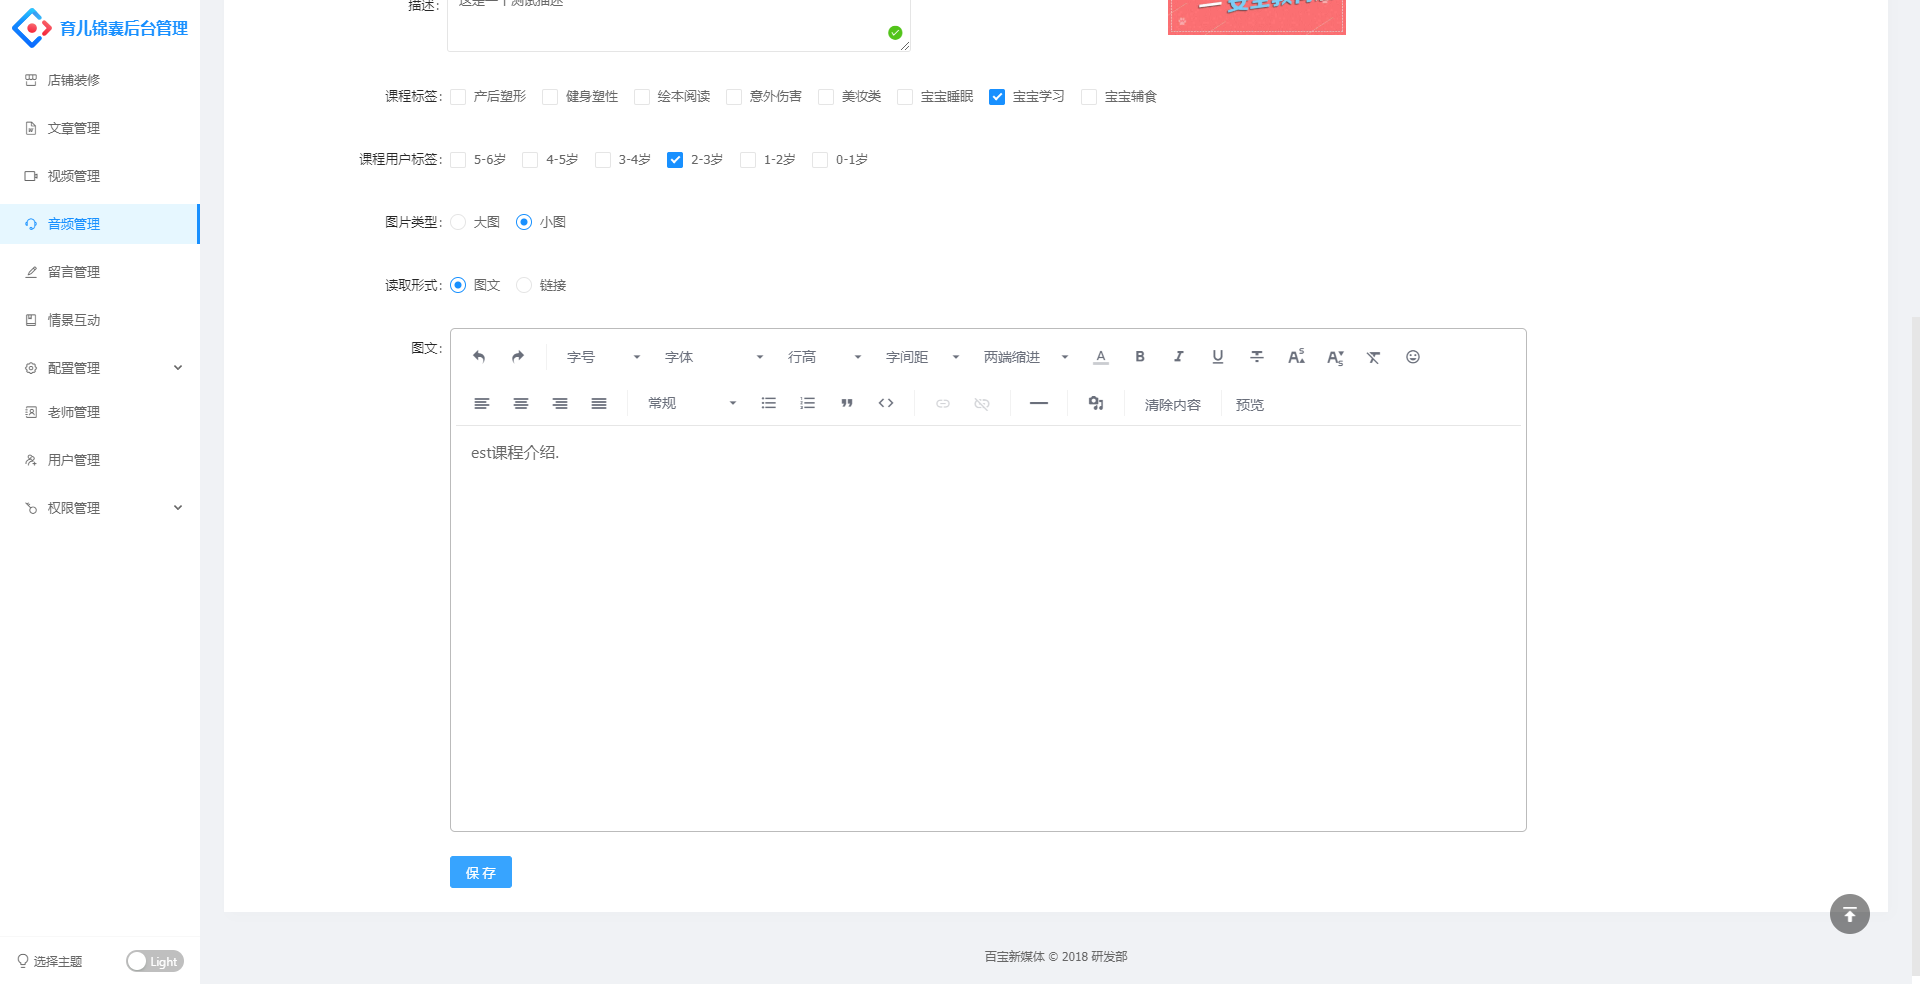 育儿锦囊后台管理
店铺装修
文章管理
视频管理
音频管理
留言管理
情景互动
配置管理
老师管理
用户管理
权限管理
选择主题 Light
描述:
这是一个测试描述
课程标签: 产后塑形 健身塑性 绘本阅读 意外伤害 美妆类 宝宝睡眠 宝宝学习 宝宝辅食
课程用户标签: 5-6岁 4-5岁 3-4岁 2-3岁 1-2岁 0-1岁
图片类型: 大图 小图
读取形式: 图文 链接
图文: 字号 字体 行高 字间距 两端缩进
常规 清除内容 预览
est课程介绍.
保存
百宝新媒体 © 2018 研发部